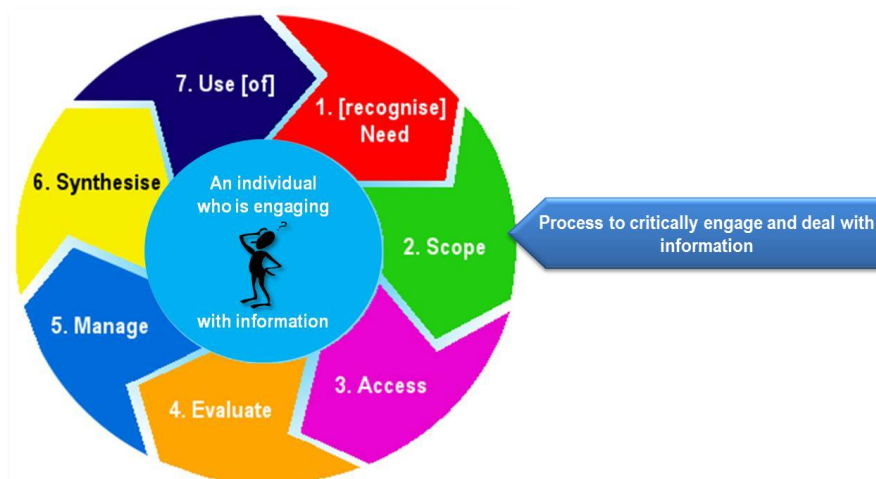 7. Use [of]
1. [recognise]
Need
6. Synthesise
An individual
who is engaging
with information
2. Scope
Process to critically engage and deal with
information
5. Manage
3. Access
4. Evaluate